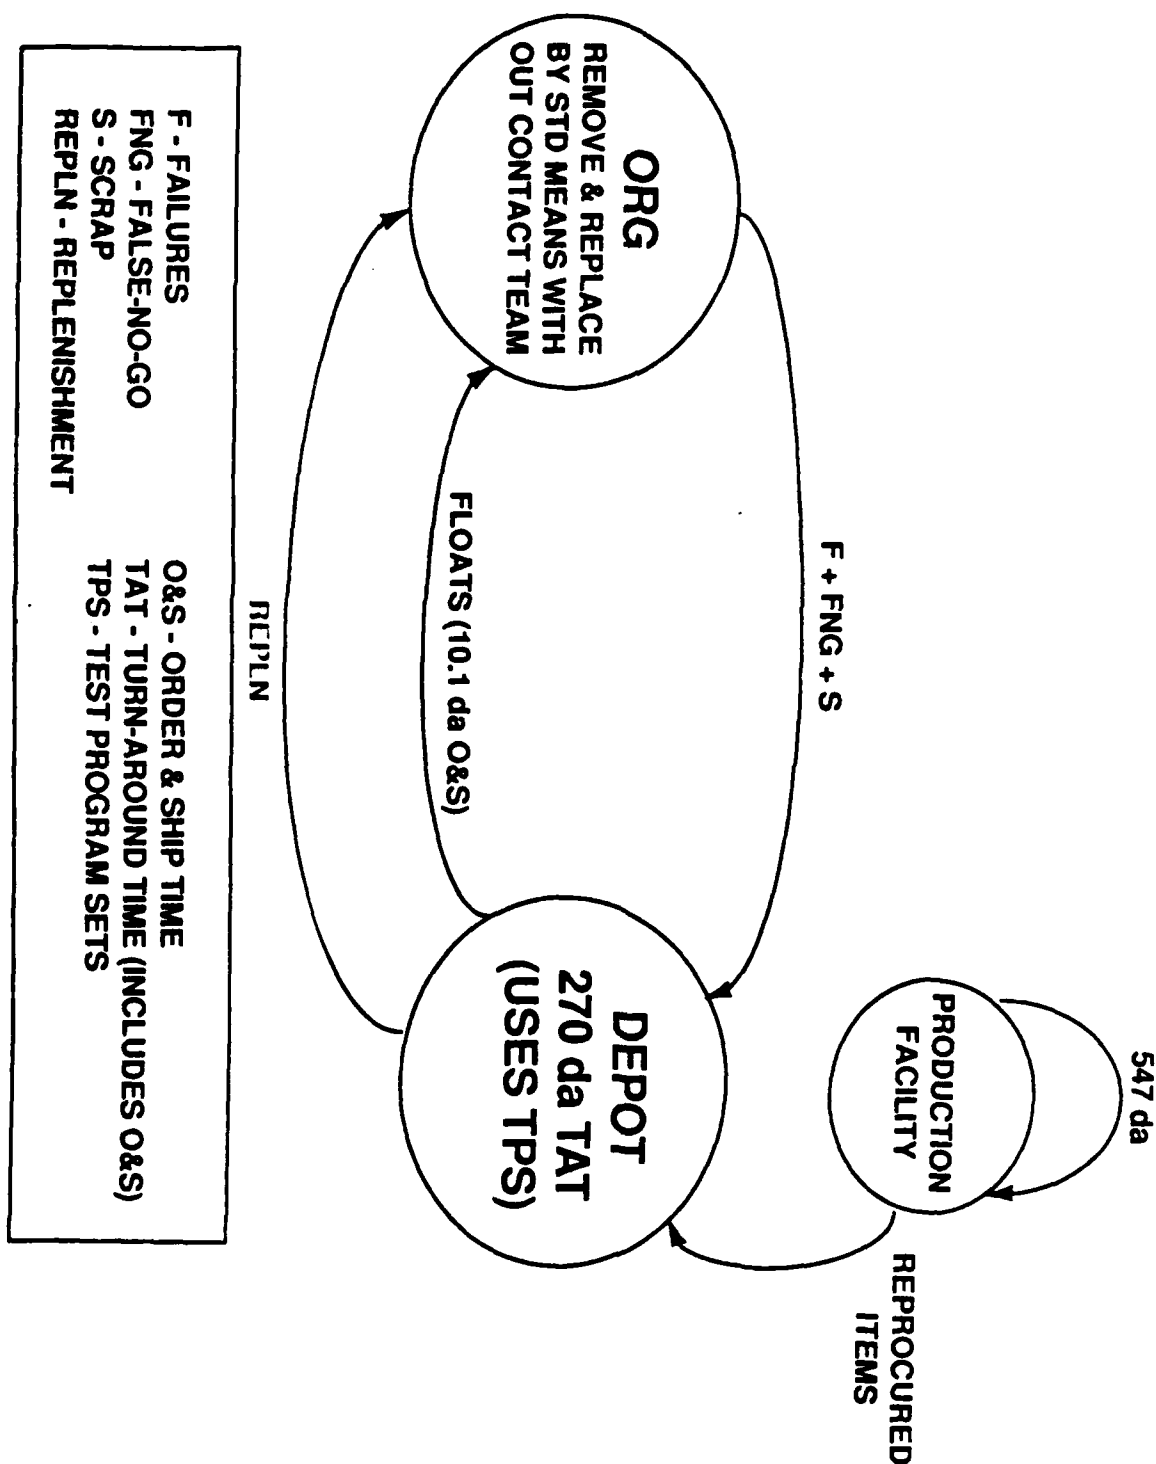 547 da
PRODUCTION
FACILITY
REPROCURED
ITEMS
F + FNG + S
ORG
REMOVE & REPLACE
BY STD MEANS WITH
OUT CONTACT TEAM
DEPOT
270 da TAT
(USES TPS)
FLOATS (10.1 da O&S)
REPLN
F - FAILURES
FNG - FALSE-NO-GO
S - SCRAP
REPLN - REPLENISHMENT
O&S - ORDER & SHIP TIME
TAT - TURN-AROUND TIME (INCLUDES O&S)
TPS - TEST PROGRAM SETS